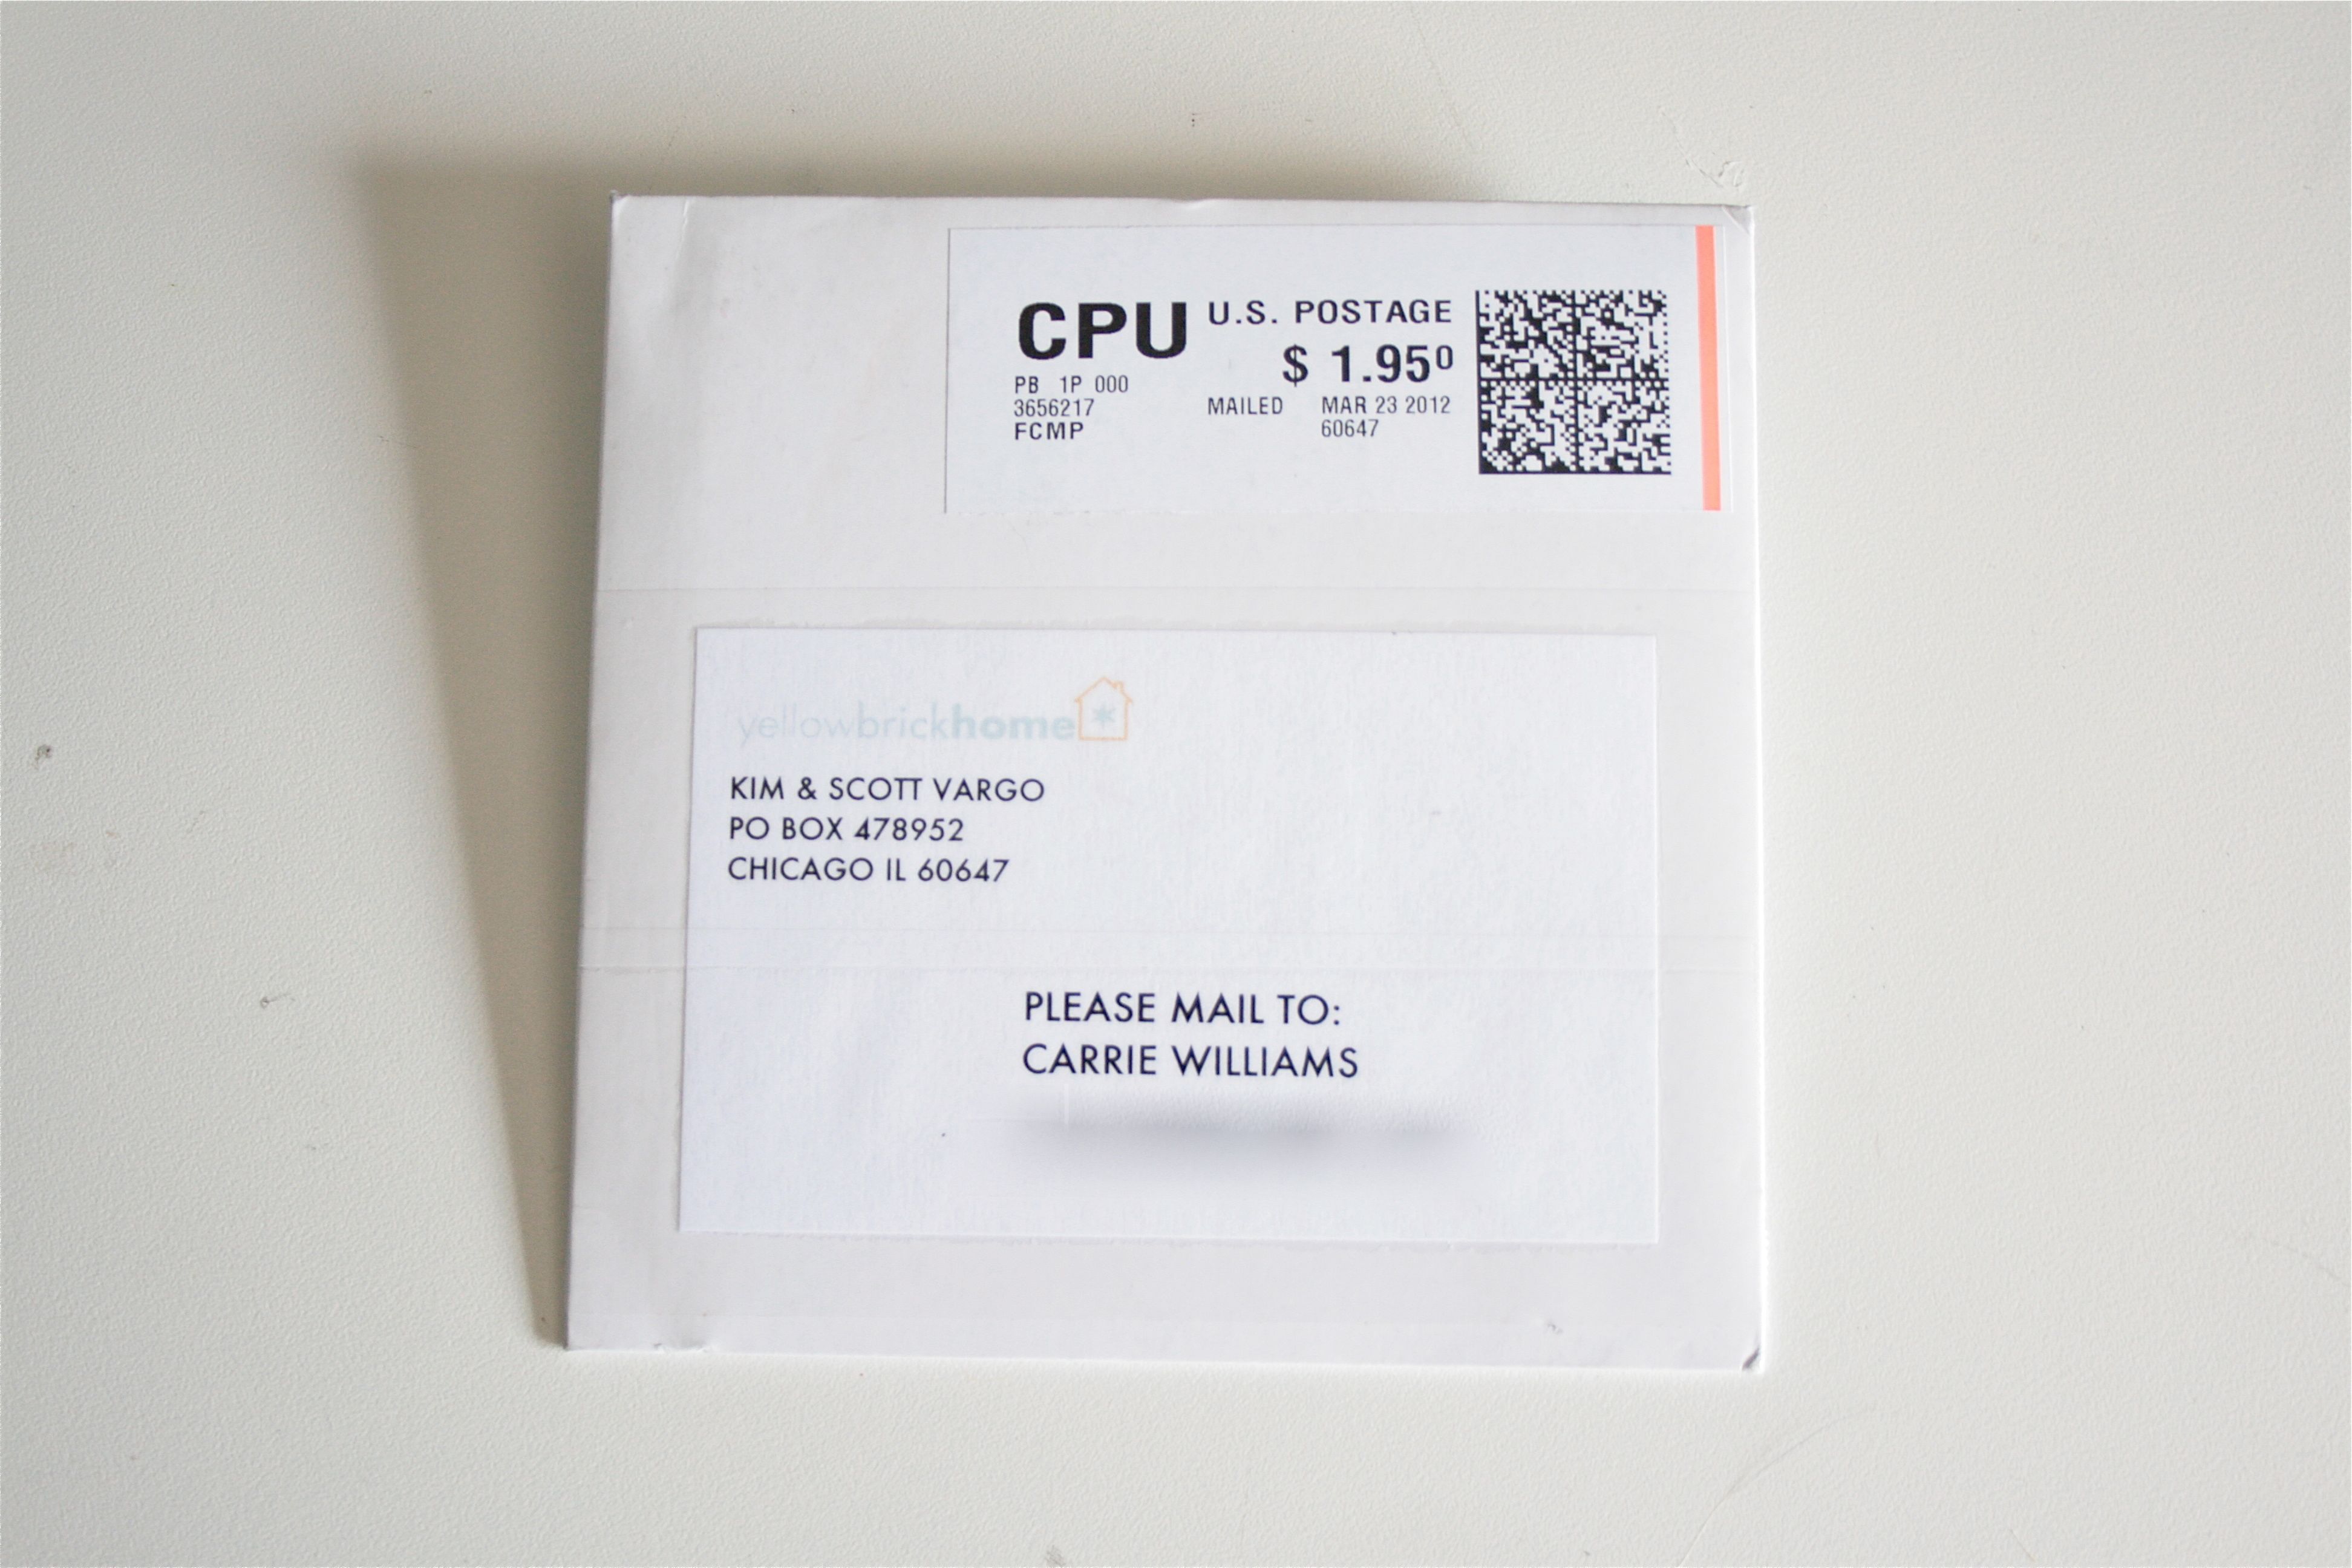 CPU U.S. POSTAGE
$ 1.950
PB 1P 000
3656217
FCMP
MAILED MAR 23 2012
60647
yellowbrickhome
KIM & SCOTT VARGO
PO BOX 478952
CHICAGO IL 60647
PLEASE MAIL TO:
CARRIE WILLIAMS